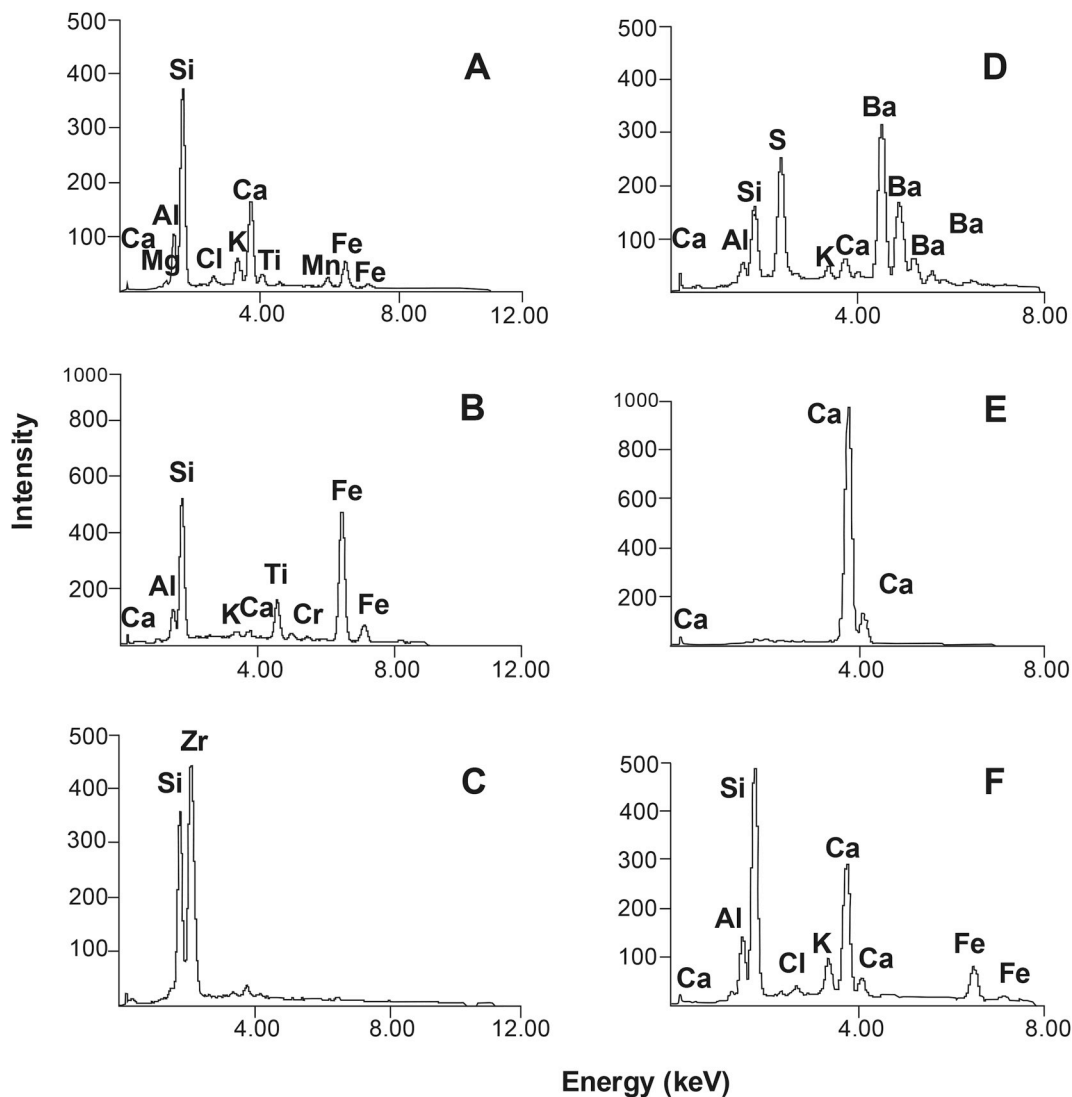 500
400
300
200
100
Si
A
Al
Ca
Ca
Mg
Cl
K
Ti
Mn
Fe
Fe
4.00
8.00
12.00
500
400
300
200
100
D
Ba
S
Si
Ba
Ca
Al
K
Ca
Ba
Ba
4.00
8.00
1000
800
600
400
200
B
Si
Fe
Al
Ti
Ca
K
Ca
Cr
Fe
4.00
8.00
12.00
1000
800
600
400
200
Ca
E
Ca
Ca
4.00
8.00
500
400
300
200
100
Zr
Si
C
4.00
8.00
12.00
500
400
300
200
100
Si
F
Ca
Al
K
Cl
Ca
Fe
Fe
Ca
4.00
8.00
Intensity
Energy (keV)